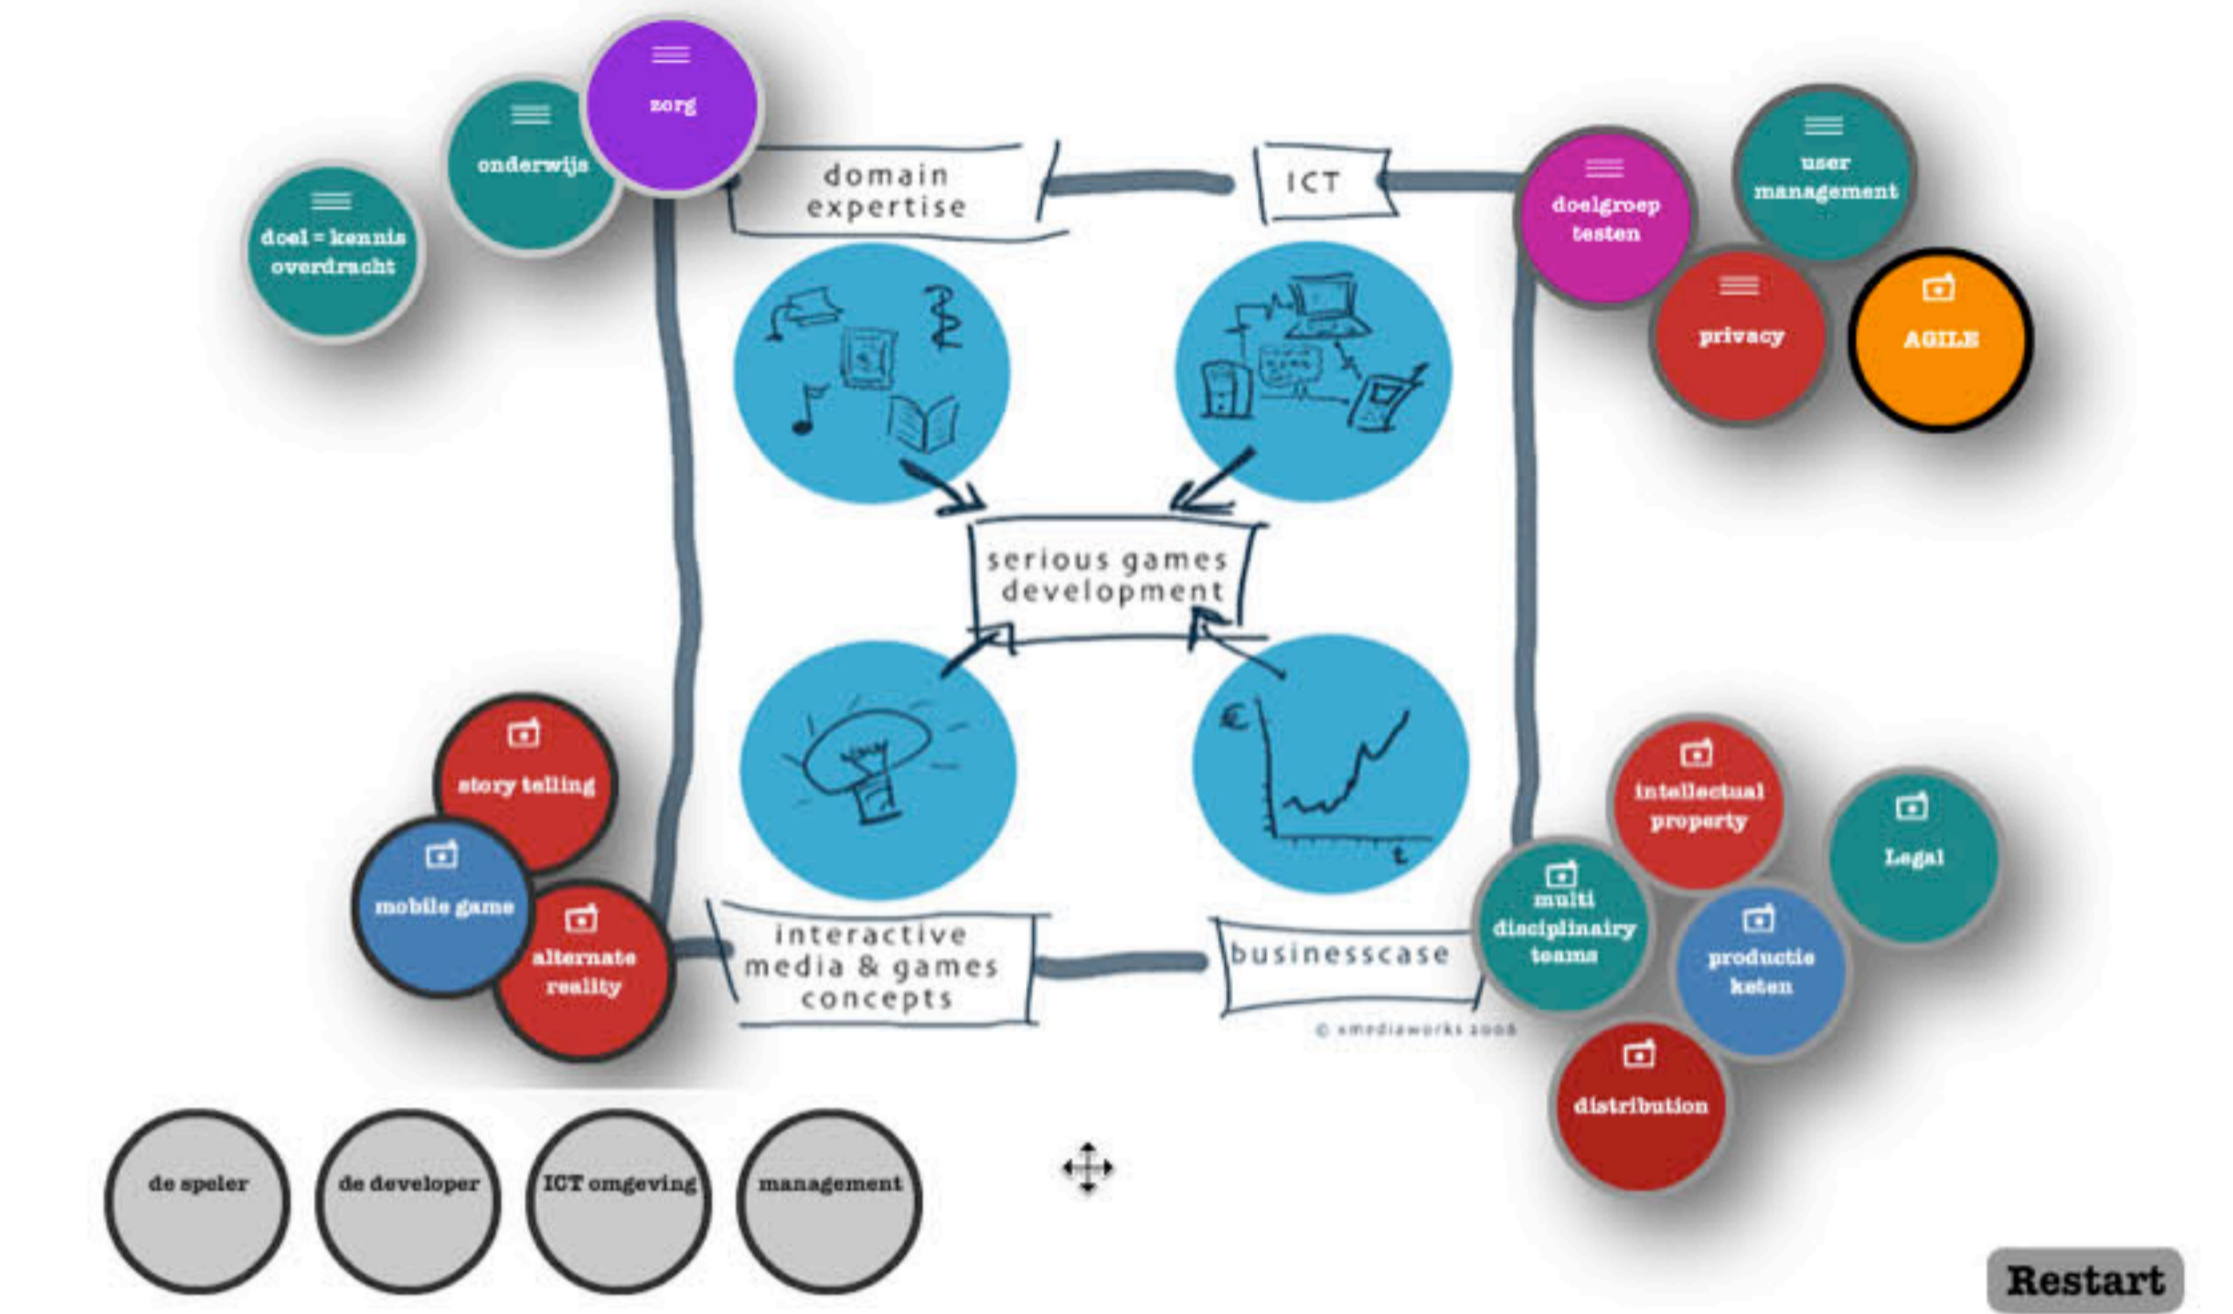 zorg
onderwijs
doel = kennis
overdracht
domain
expertise
ICT
doelgroep
testen
user
management
privacy
AGILE
serious games
development
story telling
mobile game
alternate
reality
interactive
media & games
concepts
€
t
businesscase
intellectual
property
Legal
multi
disciplinairy
teams
productie
keten
distribution
© xmediaworks 2008
de speler
de developer
ICT omgeving
management
Restart